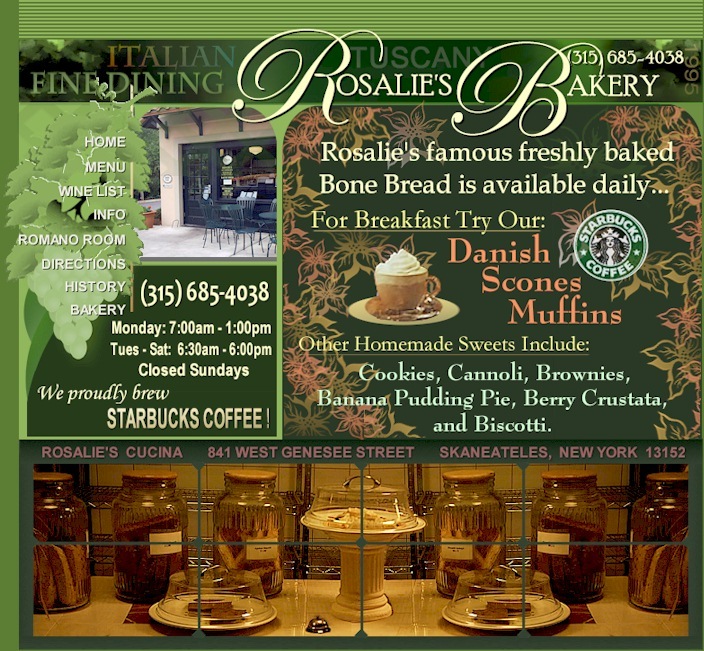 ITALIAN
FINE DINING
TUSCANY
1995
ROSALIE'S BAKERY
(315) 685-4038
HOME
MENU
WINE LIST
INFO
ROMANO ROOM
DIRECTIONS
HISTORY
BAKERY
(315) 685-4038
Monday: 7:00am - 1:00pm
Tues - Sat: 6:30am - 6:00pm
Closed Sundays
We proudly brew
STARBUCKS COFFEE!
Rosalie's famous freshly baked
Bone Bread is available daily...
For Breakfast Try Our:
Danish
Scones
Muffins
STARBUCKS
COFFEE
Other Homemade Sweets Include:
Cookies, Cannoli, Brownies,
Banana Pudding Pie, Berry Crustata,
and Biscotti.
ROSALIE'S CUCINA 841 WEST GENESEE STREET SKANEATELES, NEW YORK 13152